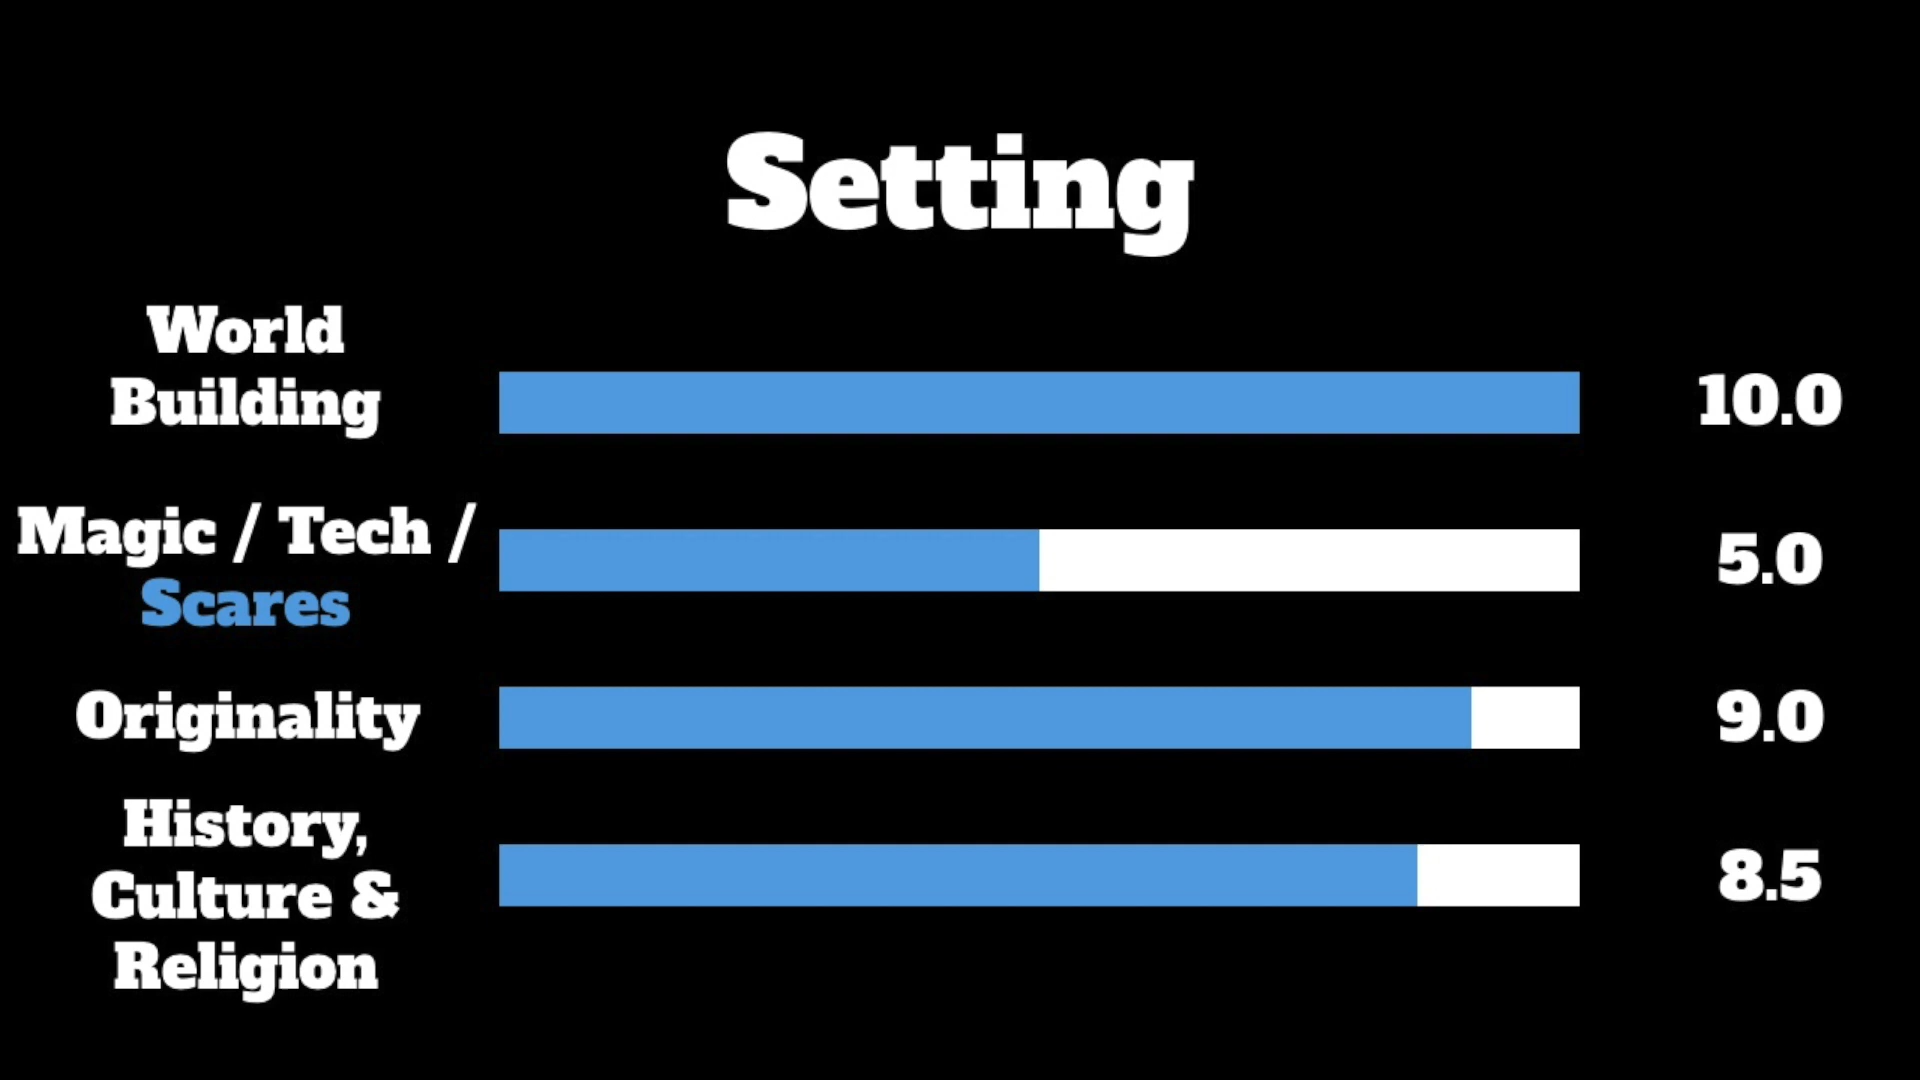 Setting
World
Building
10.0
Magic / Tech /
Scares
5.0
Originality
9.0
History,
Culture &
Religion
8.5